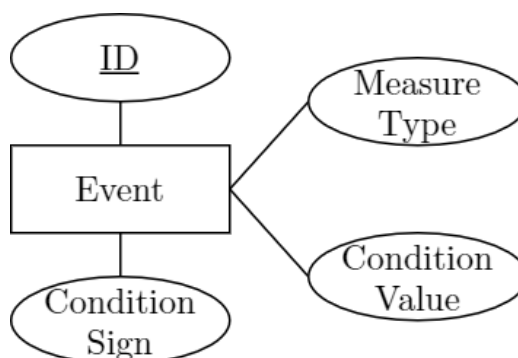 ID
Measure
Type
Event
Condition
Value
Condition
Sign